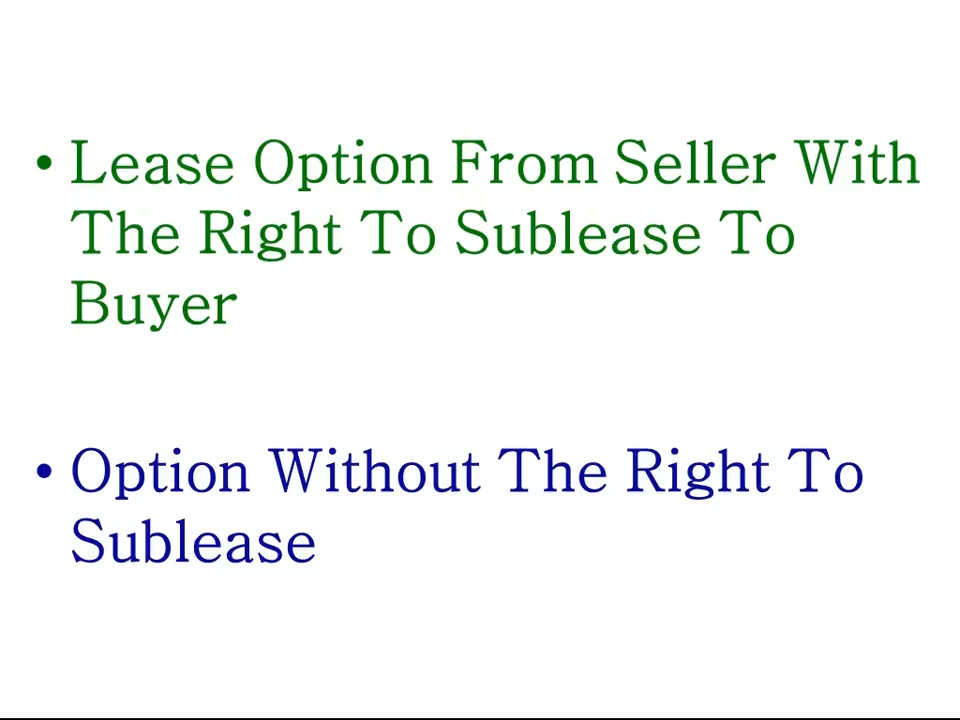 • Lease Option From Seller With
The Right To Sublease To
Buyer
• Option Without The Right To
Sublease